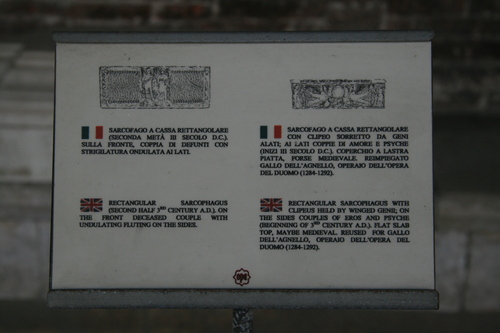 SARCOFAGO A CASSA RETTANGOLARE
(SECONDA METÀ III SECOLO D.C.).
SULLA FRONTE, COPPIA DI DEFUNTI CON
STRIGILATURA ONDULATA AI LATI.
RECTANGULAR SARCOPHAGUS
(SECOND HALF 3RD CENTURY A.D.), ON
THE FRONT DECEASED COUPLE WITH
UNDULATING FLUTING ON THE SIDES.
SARCOFAGO A CASSA RETTANGOLARE
CON CLIPEO SORRETTO DA GENI
ALATI; AI LATI COPPIE DI AMORE E PSYCHE
(INIZI III SECOLO D.C.). COPERCHIO A LASTRA
PIATTA, FORSE MEDIEVALE. REIMPIEGATO
GALLO DELL'AGNELLO, OPERAIO DELL'OPERA
DEL DUOMO (1284-1292).
RECTANGULAR SARCOPHAGUS WITH
CLIPEUS HELD BY WINGED GENII; ON
THE SIDES COUPLES OF EROS AND PSYCHE
(BEGINNING OF 3RD CENTURY A.D.). FLAT SLAB
TOP, MAYBE MEDIEVAL. REUSED FOR GALLO
DELL'AGNELLO, OPERAIO DELL'OPERA DEL
DUOMO (1284-1292).